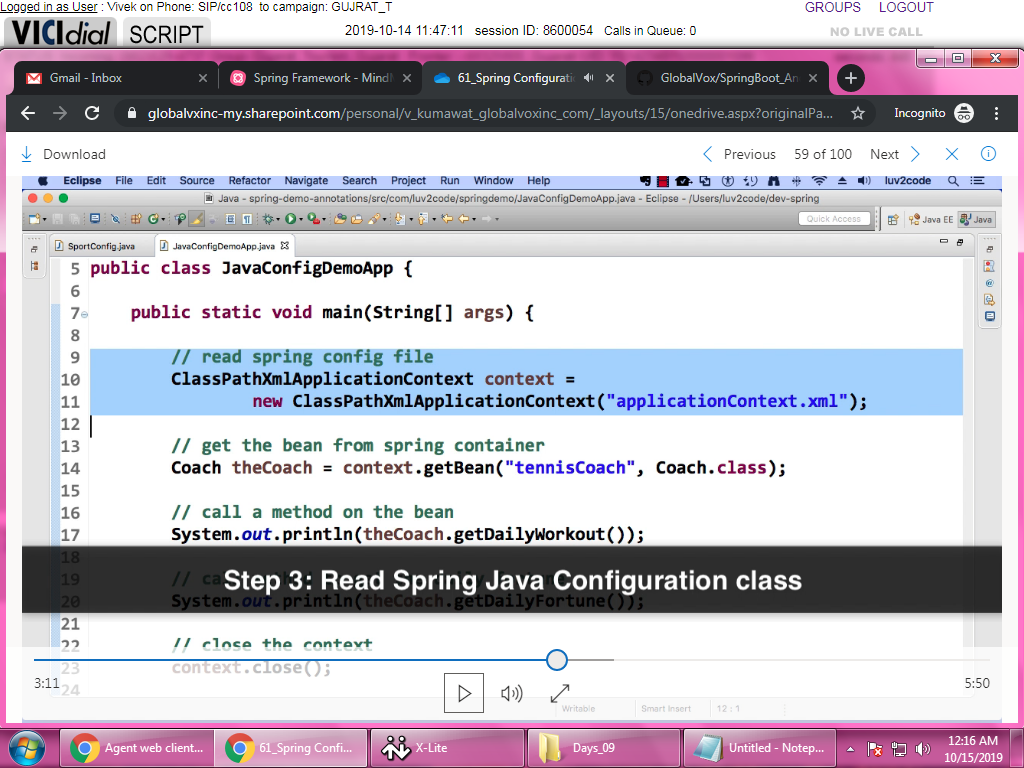 Logged in as User : Vivek on Phone: SIP/cc108 to campaign: GUJRAT_T GROUPS LOGOUT
VICIdial SCRIPT 2019-10-14 11:47:11 session ID: 8600054 Calls in Queue: 0 NO LIVE CALL
Gmail - Inbox Spring Framework - Mind 61_Spring Configurati GlobalVox/SpringBoot_An
globalvxinc-my.sharepoint.com/personal/v_kumawat_globalvoxinc_com/_layouts/15/onedrive.aspx?originalPa... Incognito
Download Previous 59 of 100 Next
Eclipse File Edit Source Refactor Navigate Search Project Run Window Help luv2code
Java - spring-demo-annotations/src/com/luv2code/springdemo/JavaConfigDemoApp.java - Eclipse - /Users/luv2code/dev-spring
Quick Access Java EE Java
SportConfig.java JavaConfigDemoApp.java
5 public class JavaConfigDemoApp {
6
7 public static void main(String[] args) {
8
9 // read spring config file
10 ClassPathXmlApplicationContext context =
11 new ClassPathXmlApplicationContext("applicationContext.xml");
12
13 // get the bean from spring container
14 Coach theCoach = context.getBean("tennisCoach", Coach.class);
15
16 // call a method on the bean
17 System.out.println(theCoach.getDailyWorkout());
18
Step 3: Read Spring Java Configuration class
19 // ca
20 System.out.println(theCoach.getDailyFortune());
21
22 // close the context
23 context.close();
24
3:11 5:50
Writable Smart Insert 12 : 1
Agent web client... 61_Spring Confi... X-Lite Days_09 Untitled - Notep... 12:16 AM
10/15/2019